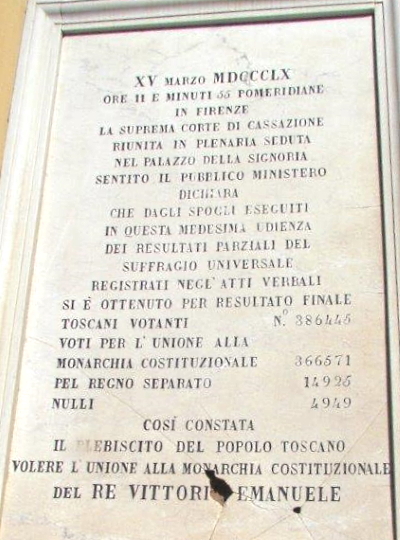 XV MARZO MDCCCLX
ORE 11 E MINUTI 55 POMERIDIANE
IN FIRENZE
LA SUPREMA CORTE DI CASSAZIONE
RIUNITA IN PLENARIA SEDUTA
NEL PALAZZO DELLA SIGNORIA
SENTITO IL PUBBLICO MINISTERO
DICHIARA
CHE DAGLI SPOGLI ESEGUITI
IN QUESTA MEDESIMA UDIENZA
DEI RESULTATI PARZIALI DEL
SUFFRAGIO UNIVERSALE
REGISTRATI NEGL'ATTI VERBALI
SI È OTTENUTO PER RESULTATO FINALE
TOSCANI VOTANTI N.º 386445
VOTI PER L'UNIONE ALLA
MONARCHIA COSTITUZIONALE 366571
PEL REGNO SEPARATO 14925
NULLI 4949
COSÍ CONSTATA
IL PLEBISCITO DEL POPOLO TOSCANO
VOLERE L'UNIONE ALLA MONARCHIA COSTITUZIONALE
DEL RE VITTORIO EMANUELE